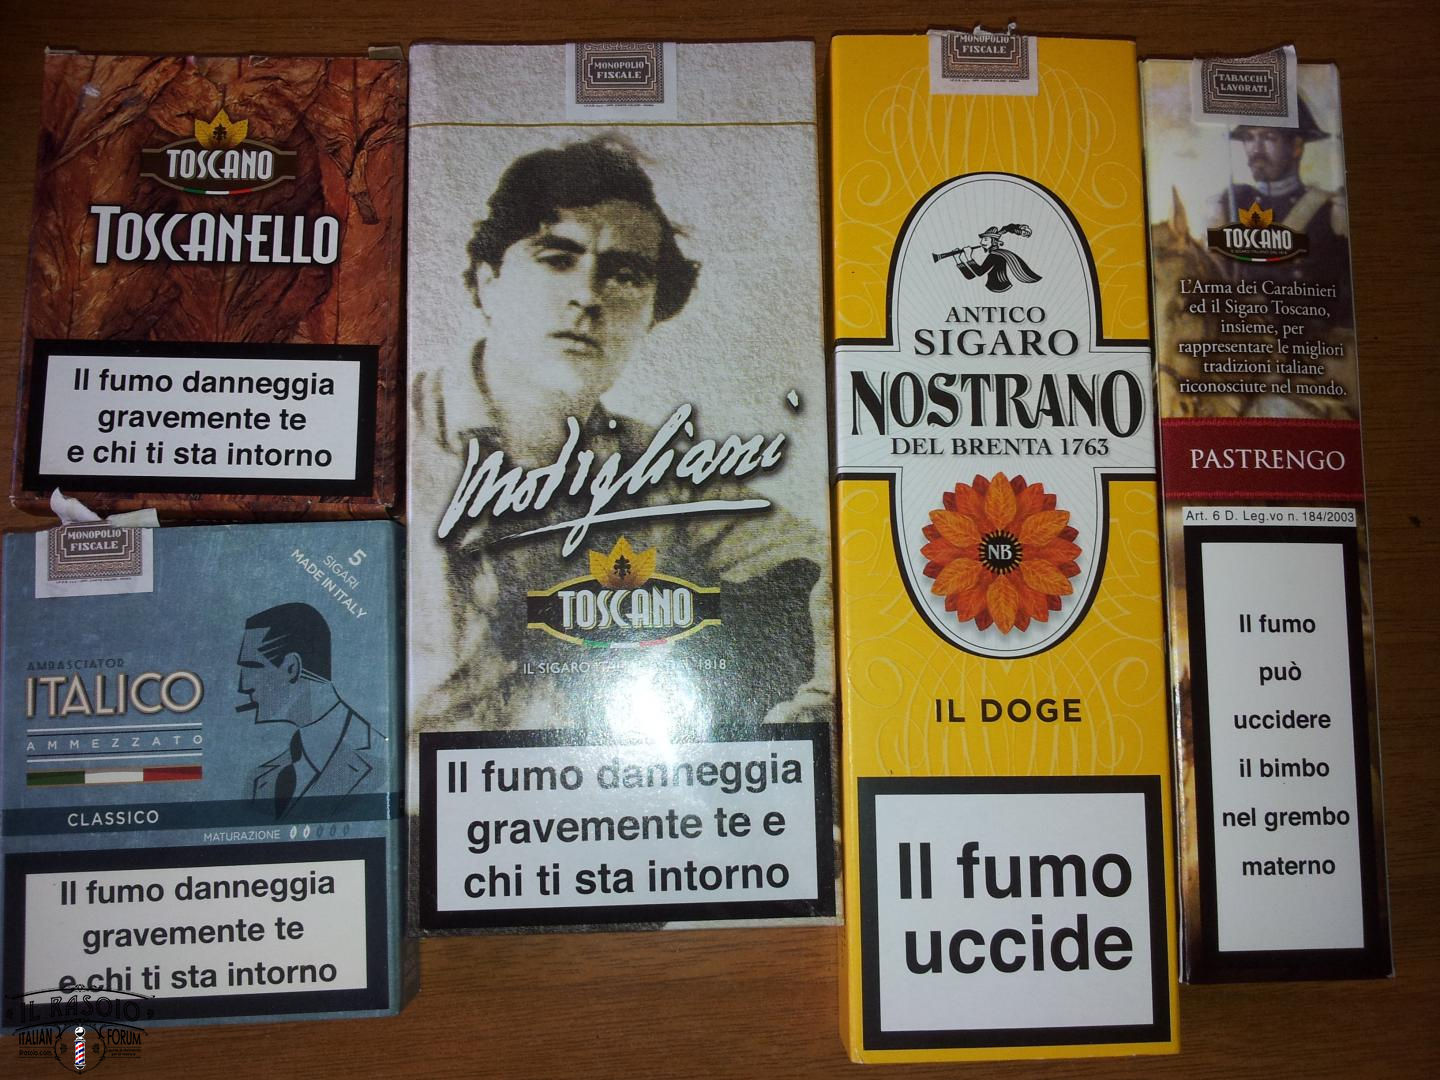 TOSCANO
TOSCANELLO
Il fumo danneggia
gravemente te
e chi ti sta intorno
MONOPOLIO
FISCALE
5
SIGARI
MADE IN ITALY
AMBASCIATOR
ITALICO
AMMEZZATO
CLASSICO
MATURAZIONE
Il fumo danneggia
gravemente te
e chi ti sta intorno
IL RASOIO
ITALIAN FORUM
MONOPOLIO
FISCALE
Modigliani
TOSCANO
IL SIGARO ITALIANO DAL 1818
Il fumo danneggia
gravemente te e
chi ti sta intorno
MONOPOLIO
FISCALE
ANTICO
SIGARO
NOSTRANO
DEL BRENTA 1763
NB
IL DOGE
Il fumo
uccide
TABACCHI
LAVORATI
TOSCANO
L'Arma dei Carabinieri
ed il Sigaro Toscano,
insieme, per
rappresentare le migliori
tradizioni italiane
riconosciute nel mondo.
PASTRENGO
Art. 6 D. Leg.vo n. 184/2003
Il fumo
può
uccidere
il bimbo
nel grembo
materno